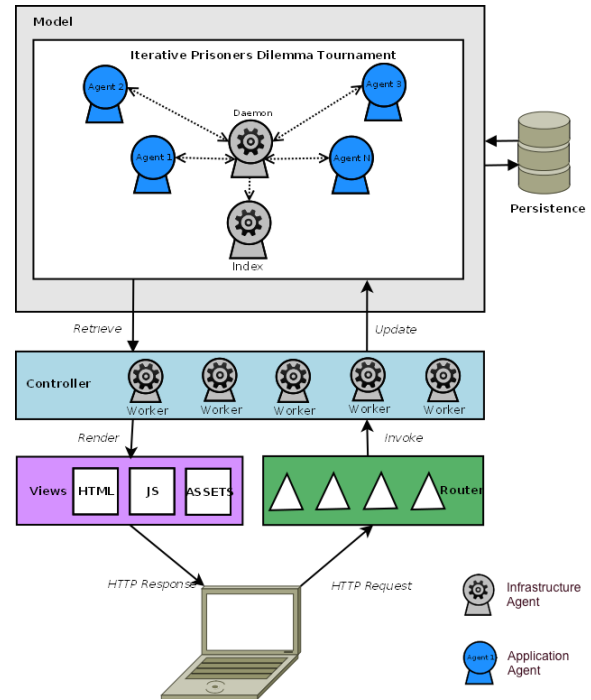 Model
Iterative Prisoners Dilemma Tournament
Agent 2
Agent 3
Daemon
Agent 1
Agent N
Index
Persistence
Retrieve
Update
Controller
Worker
Worker
Worker
Worker
Worker
Render
Invoke
Views
HTML
JS
ASSETS
Router
HTTP Response
HTTP Request
Infrastructure
Agent
Agent 1
Application
Agent